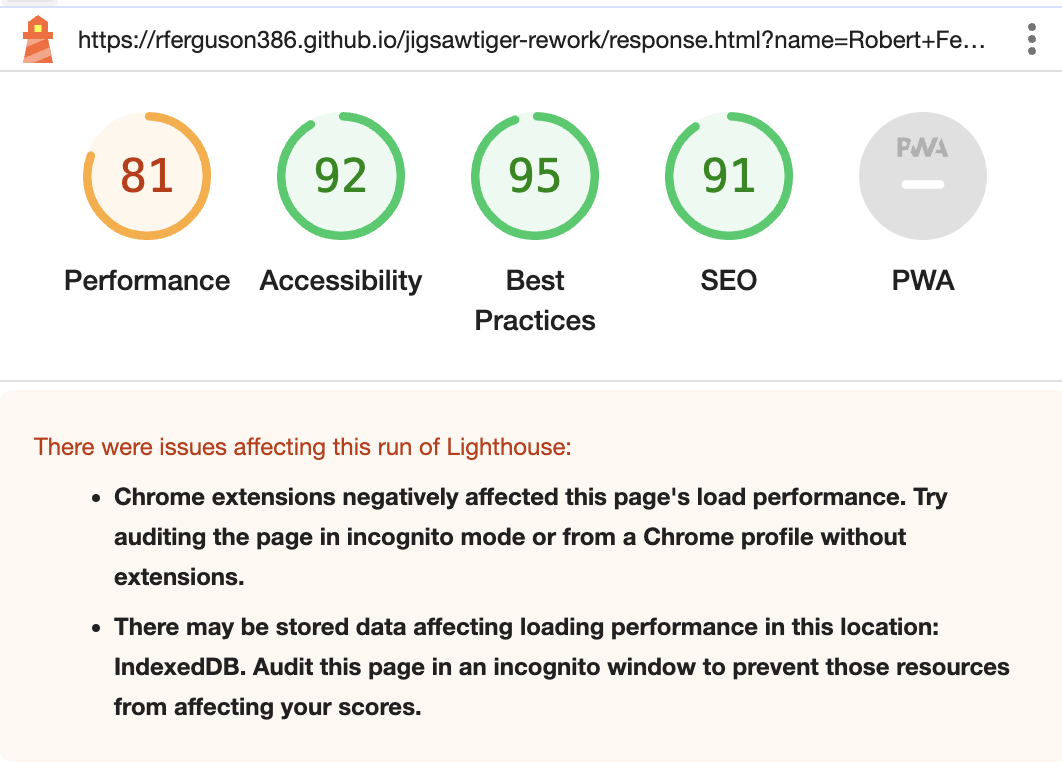 https://rferguson386.github.io/jigsawtiger-rework/response.html?name=Robert+Fe...
81 92 95 91 PWA
Performance Accessibility Best SEO PWA
Practices
There were issues affecting this run of Lighthouse:
• Chrome extensions negatively affected this page's load performance. Try
auditing the page in incognito mode or from a Chrome profile without
extensions.
• There may be stored data affecting loading performance in this location:
IndexedDB. Audit this page in an incognito window to prevent those resources
from affecting your scores.